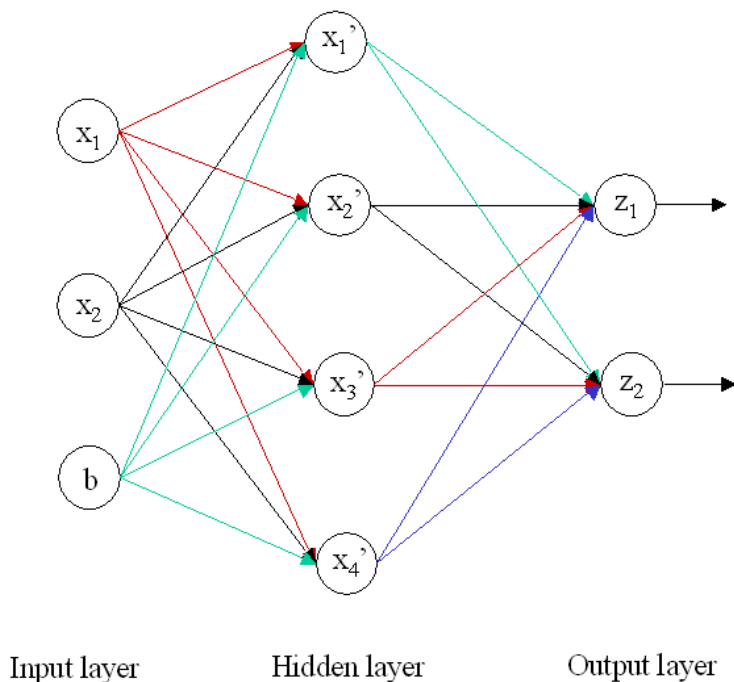 x₁’
x₁
x₂’
z₁
x₂
x₃’
z₂
b
x₄’
Input layer Hidden layer Output layer